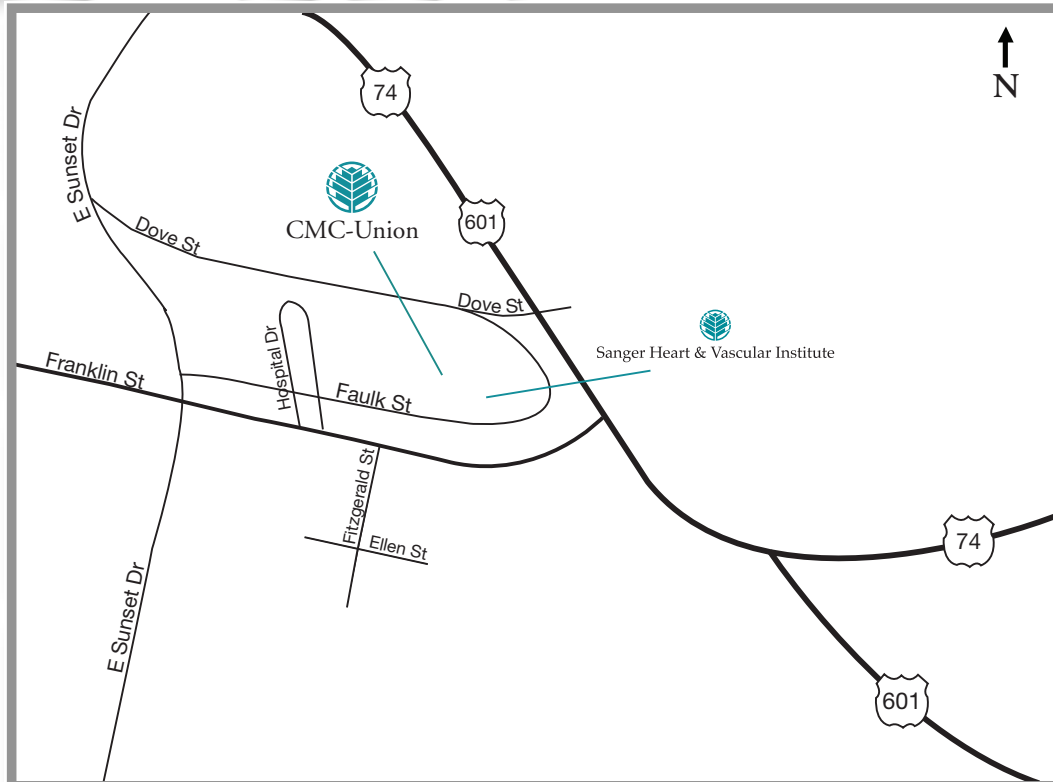 N
74
E Sunset Dr
601
CMC-Union
Dove St
Dove St
Sanger Heart & Vascular Institute
Hospital Dr
Franklin St
Faulk St
Fitzgerald St
Ellen St
74
E Sunset Dr
601